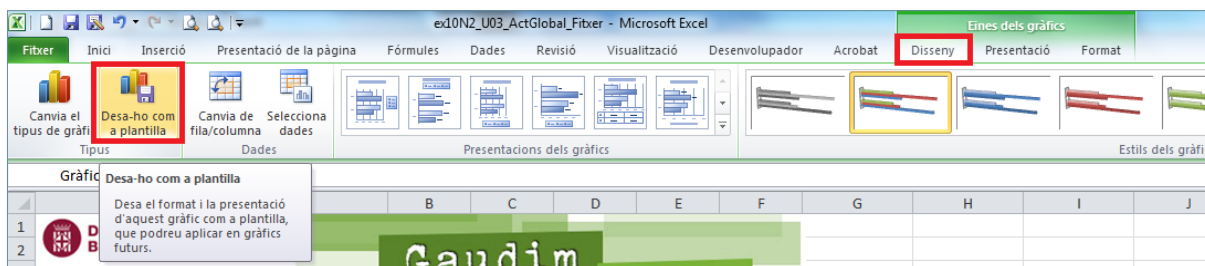 ex10N2_U03_ActGlobal_Fitxer - Microsoft Excel
Eines dels gràfics
Fitxer Inici Inserció Presentació de la pàgina Fórmules Dades Revisió Visualització Desenvolupador Acrobat Disseny Presentació Format
Canvia el tipus de gràfi
Desa-ho com a plantilla
Canvia de fila/columna
Selecciona dades
Tipus Dades Presentacions dels gràfics Estils dels gràfi
Gràfic
Desa-ho com a plantilla
Desa el format i la presentació
d'aquest gràfic com a plantilla,
que podreu aplicar en gràfics
futurs.
B C D E F G H I J
1
2
D
B
Gaudim